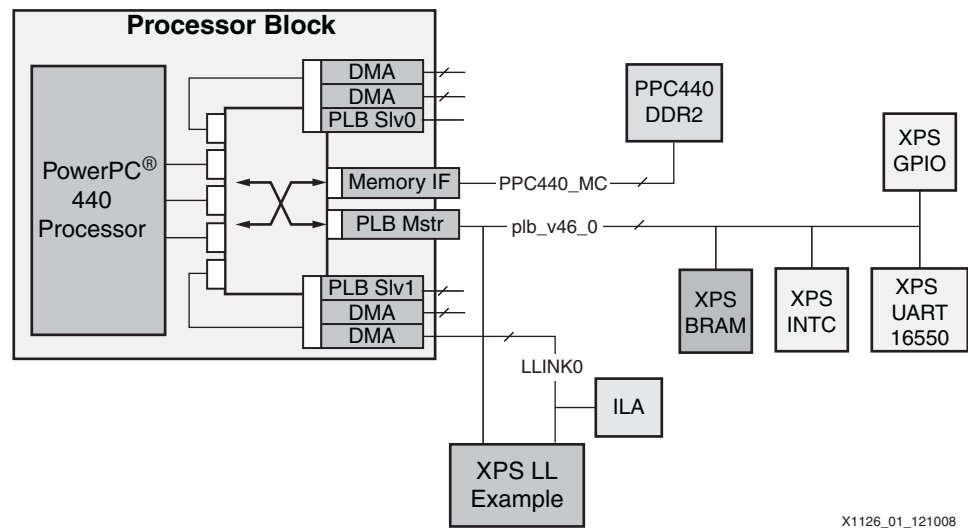 Processor Block
DMA
DMA
PLB Slv0
PowerPC®
440
Processor
Memory IF
PLB Mstr
PLB Slv1
DMA
DMA
PPC440_MC
plb_v46_0
LLINK0
PPC440
DDR2
XPS
GPIO
XPS
BRAM
XPS
INTC
XPS
UART
16550
ILA
XPS LL
Example
X1126_01_121008